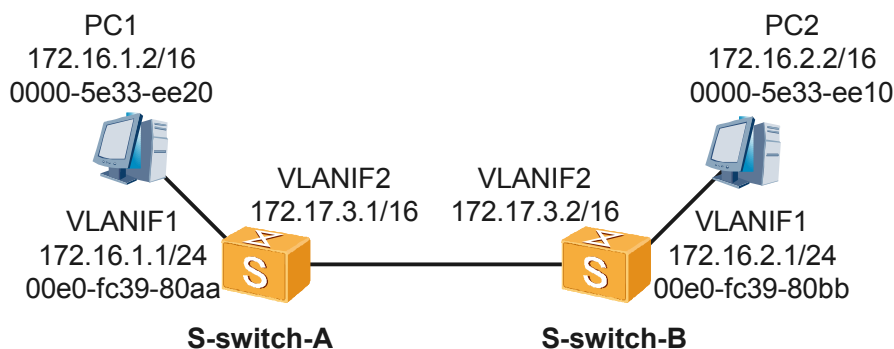 PC1
172.16.1.2/16
0000-5e33-ee20
PC2
172.16.2.2/16
0000-5e33-ee10
VLANIF2
172.17.3.1/16
VLANIF2
172.17.3.2/16
VLANIF1
172.16.1.1/24
00e0-fc39-80aa
VLANIF1
172.16.2.1/24
00e0-fc39-80bb
S
S
S-switch-A
S-switch-B